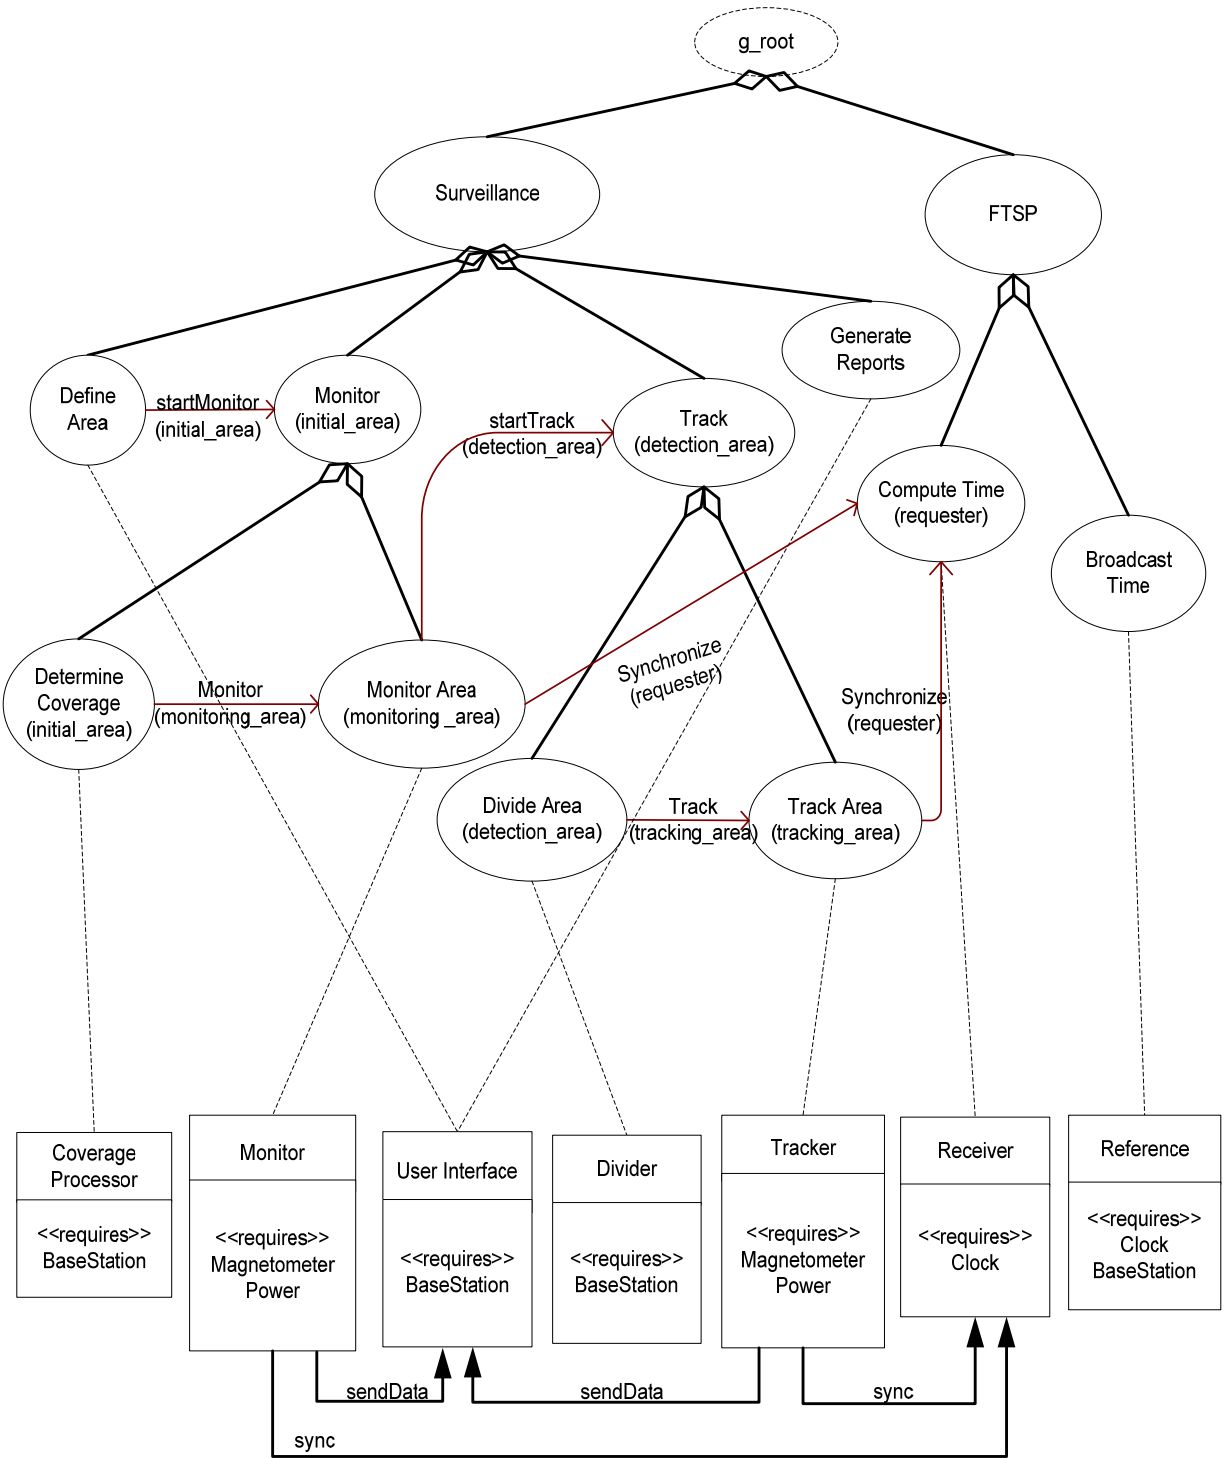 g_root
Surveillance
FTSP
Generate
Reports
Define
Area
startMonitor
(initial_area)
Monitor
(initial_area)
startTrack
(detection_area)
Track
(detection_area)
Compute Time
(requester)
Broadcast
Time
Determine
Coverage
(initial_area)
Monitor
(monitoring_area)
Monitor Area
(monitoring _area)
Synchronize
(requester)
Synchronize
(requester)
Divide Area
(detection_area)
Track
(tracking_area)
Track Area
(tracking_area)
Coverage
Processor
<<requires>>
BaseStation
Monitor
<<requires>>
Magnetometer
Power
User Interface
<<requires>>
BaseStation
Divider
<<requires>>
BaseStation
Tracker
<<requires>>
Magnetometer
Power
Receiver
<<requires>>
Clock
Reference
<<requires>>
Clock
BaseStation
sendData
sendData
sync
sync